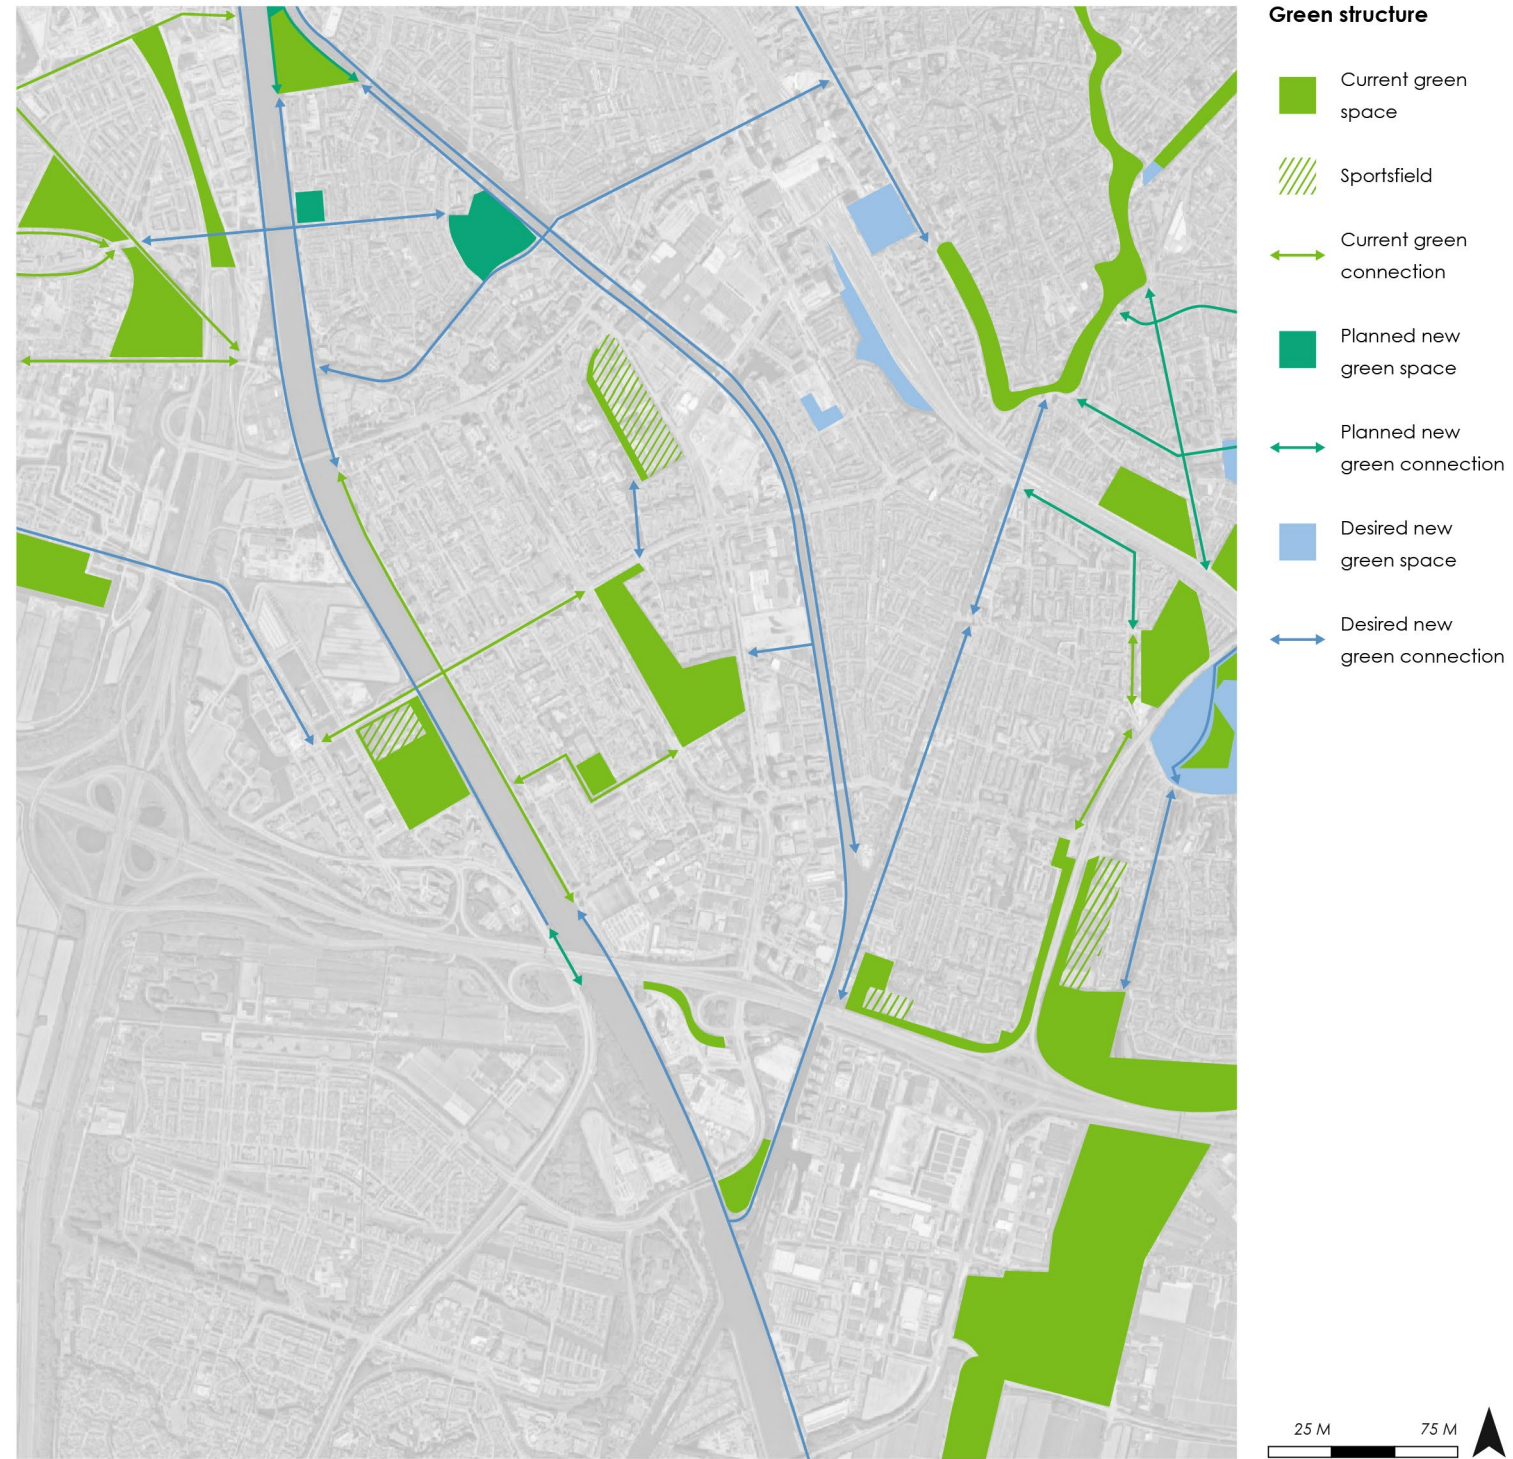 Green structure
Current green
space
Sportsfield
Current green
connection
Planned new
green space
Planned new
green connection
Desired new
green space
Desired new
green connection
25 M 75 M